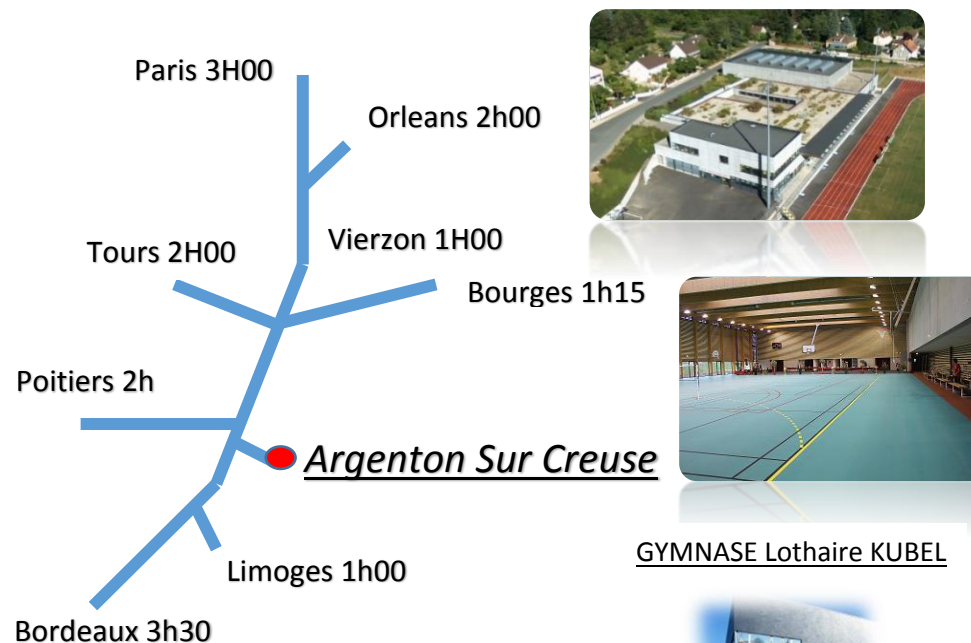 Paris 3H00
Orleans 2h00
Vierzon 1H00
Tours 2H00
Bourges 1h15
Poitiers 2h
Argenton Sur Creuse
GYMNASE Lothaire KUBEL
Limoges 1h00
Bordeaux 3h30